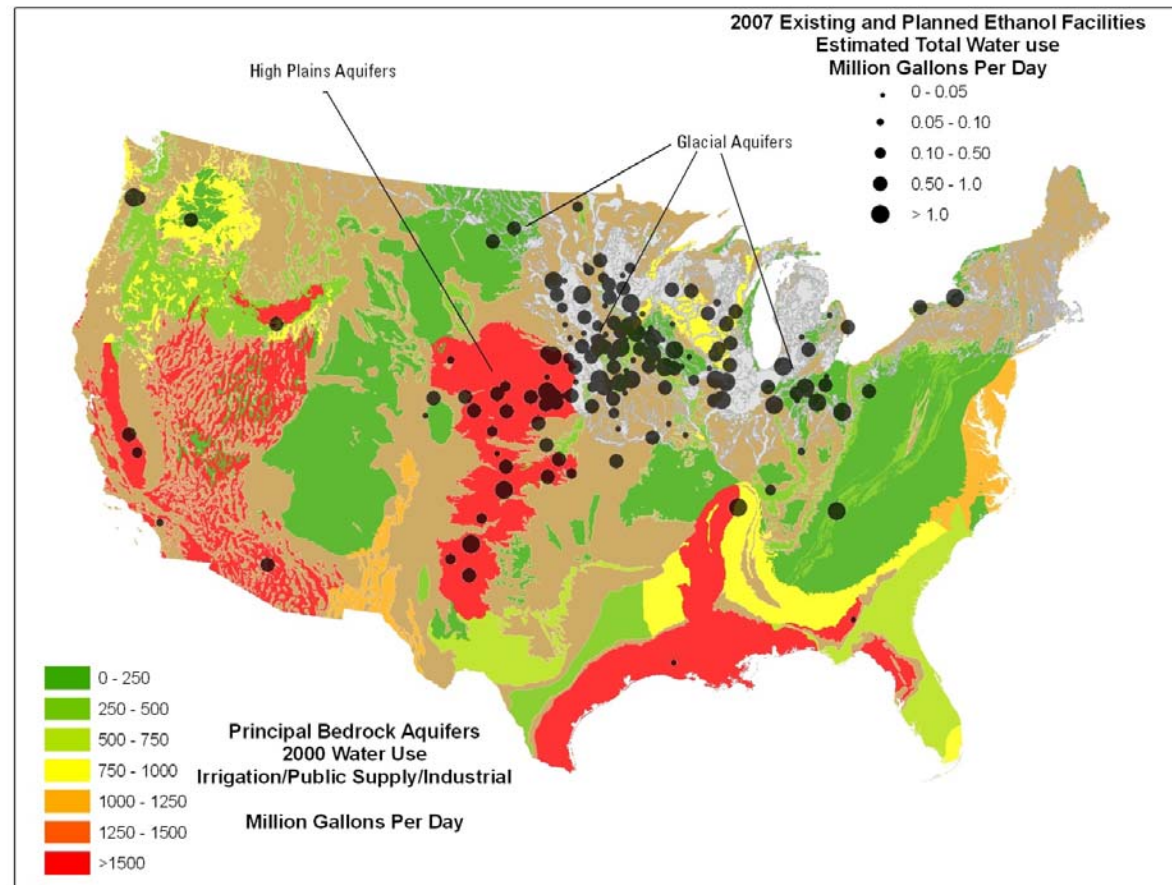 2007 Existing and Planned Ethanol Facilities
Estimated Total Water use
Million Gallons Per Day
0 - 0.05
0.05 - 0.10
0.10 - 0.50
0.50 - 1.0
> 1.0
High Plains Aquifers
Glacial Aquifers
0 - 250
250 - 500
500 - 750
750 - 1000
1000 - 1250
1250 - 1500
>1500
Principal Bedrock Aquifers
2000 Water Use
Irrigation/Public Supply/Industrial
Million Gallons Per Day